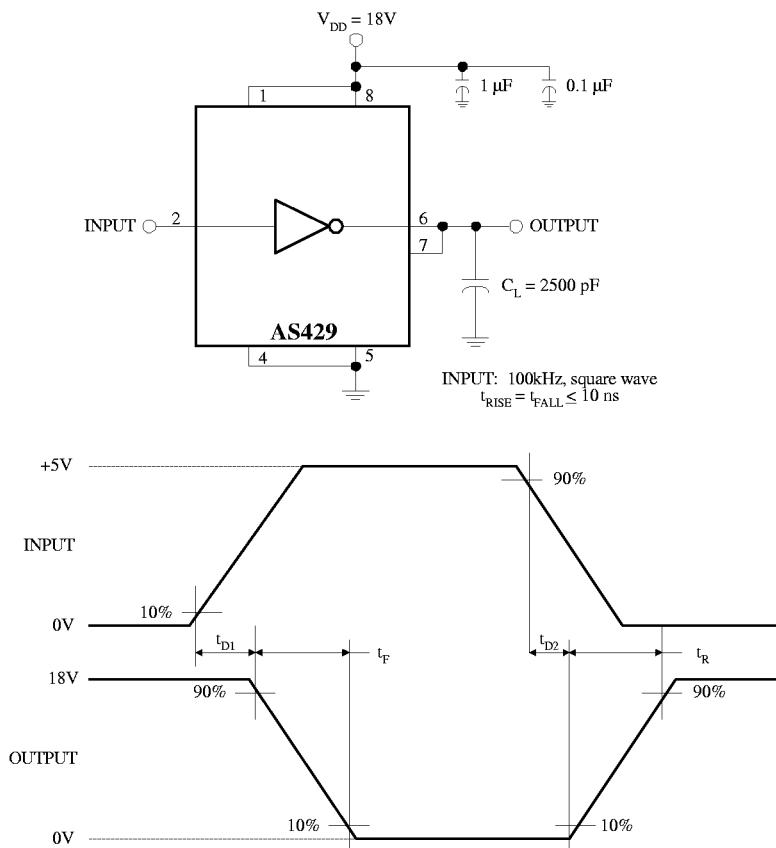 V_DD = 18V
1 µF
0.1 µF
1
8
INPUT
2
6
OUTPUT
7
C_L = 2500 pF
AS429
4
5
INPUT: 100kHz, square wave
t_RISE = t_FALL ≤ 10 ns
+5V
90%
INPUT
10%
0V
t_D1
t_F
t_D2
t_R
18V
90%
90%
OUTPUT
10%
10%
0V